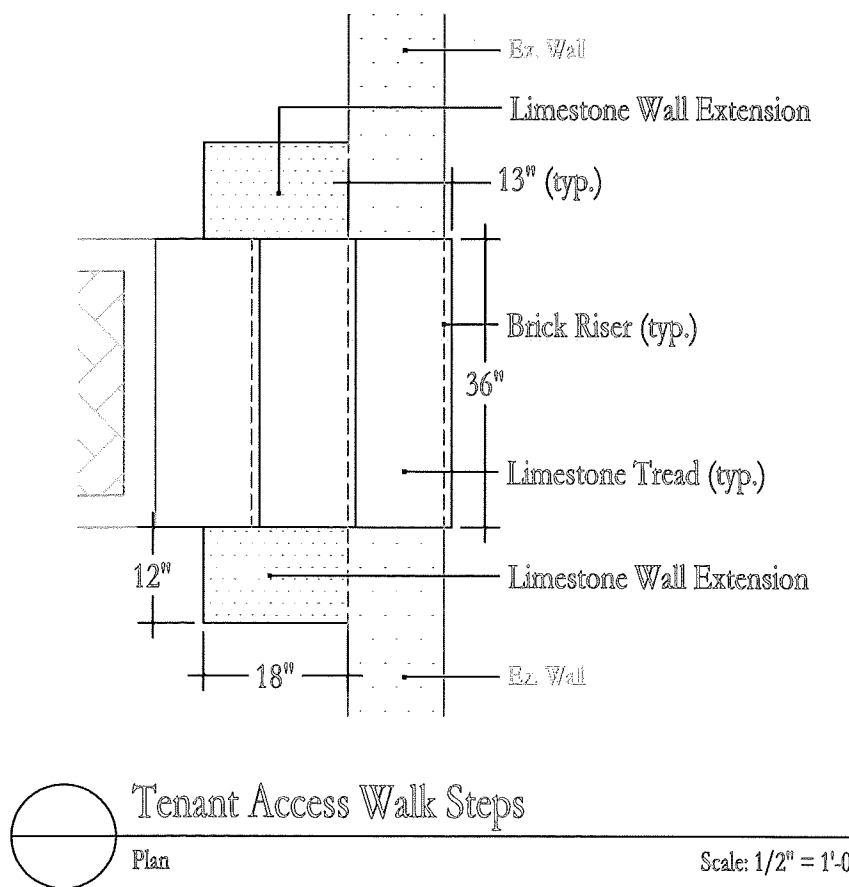 Ex. Wall
Limestone Wall Extension
13" (typ.)
Brick Riser (typ.)
36"
Limestone Tread (typ.)
12"
Limestone Wall Extension
18"
Ex. Wall
Tenant Access Walk Steps
Plan
Scale: 1/2" = 1'-0